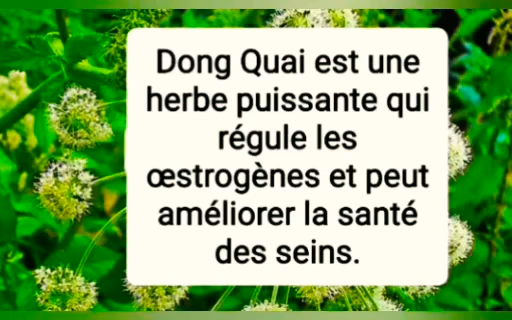 Dong Quai est une
herbe puissante qui
régule les
œstrogènes et peut
améliorer la santé
des seins.